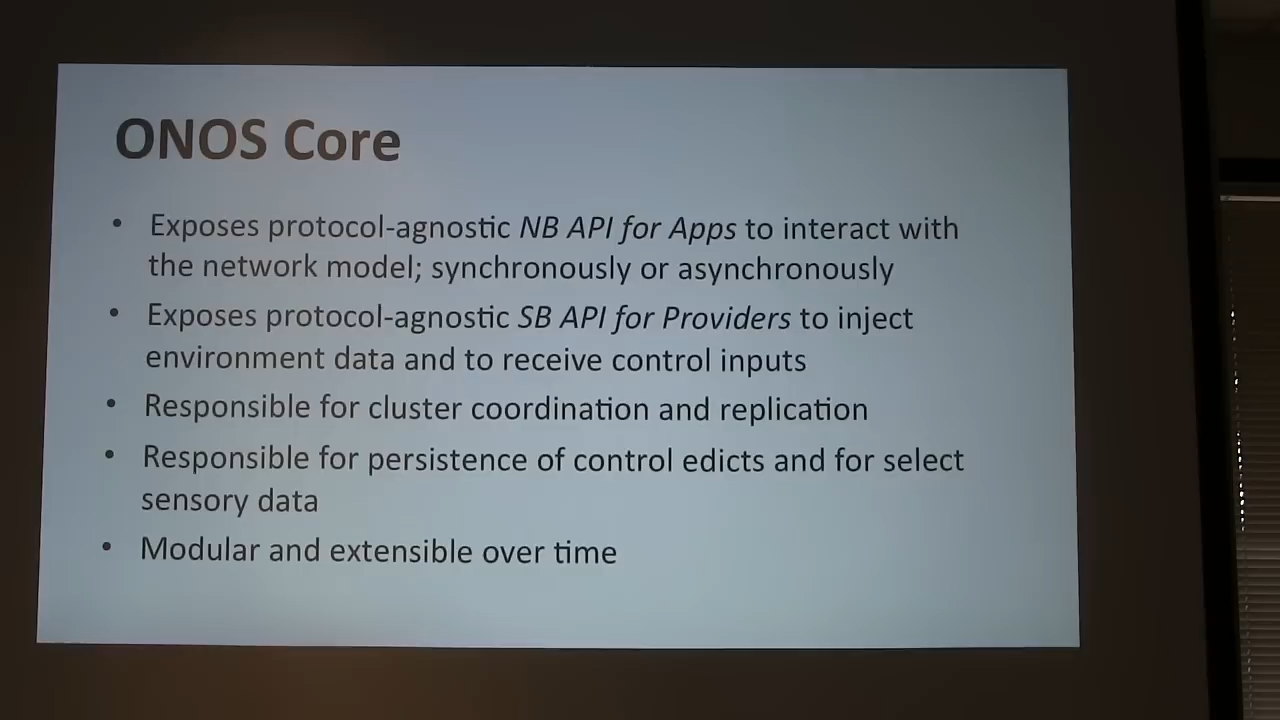 ONOS Core
• Exposes protocol-agnostic NB API for Apps to interact with
the network model; synchronously or asynchronously
• Exposes protocol-agnostic SB API for Providers to inject
environment data and to receive control inputs
• Responsible for cluster coordination and replication
• Responsible for persistence of control edicts and for select
sensory data
• Modular and extensible over time